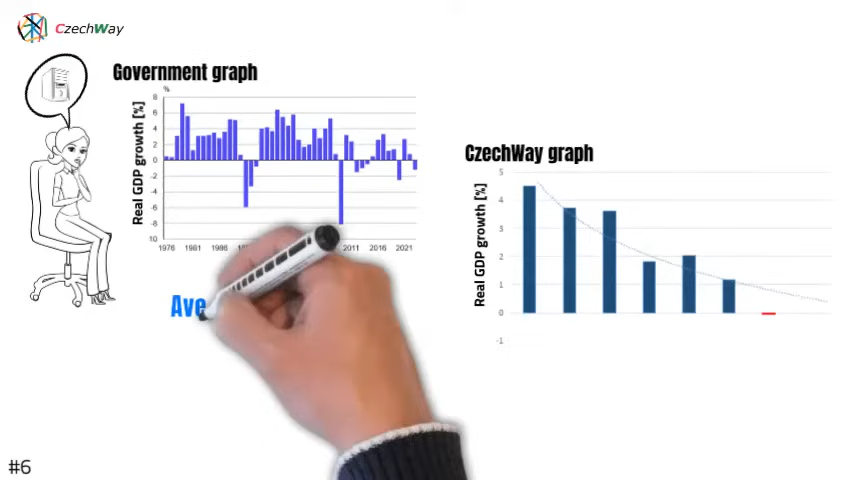 CzechWay
Government graph
%
Real GDP growth [%]
8
6
4
2
0
-2
-4
-6
-8
10
1976 1981 1986 2011 2016 2021
Ave
CzechWay graph
Real GDP growth [%]
5
4
3
2
1
0
-1
#6